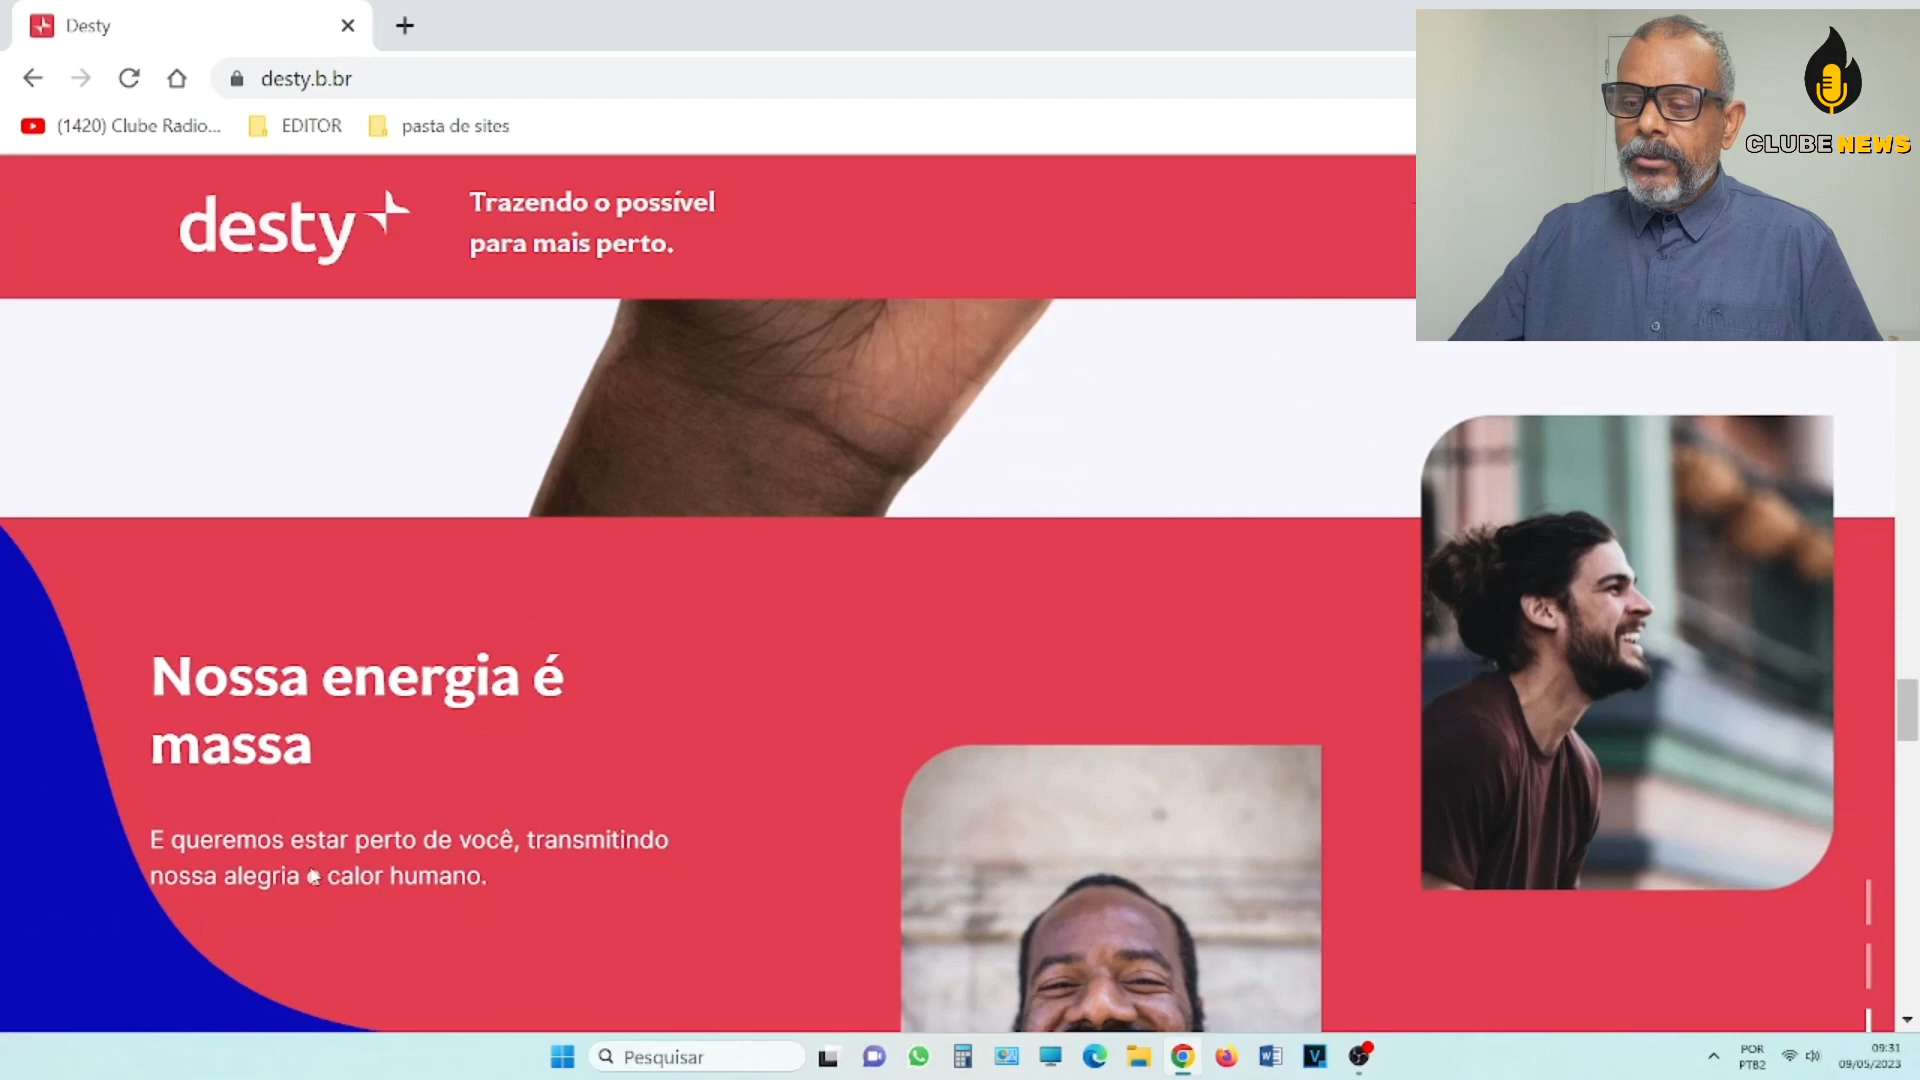 Desty
desty.b.br
(1420) Clube Radio...
EDITOR
pasta de sites
CLUBE NEWS
desty
Trazendo o possível
para mais perto.
Nossa energia é
massa
E queremos estar perto de você, transmitindo
nossa alegria e calor humano.
Pesquisar
POR
PTB2
09:31
09/05/2023